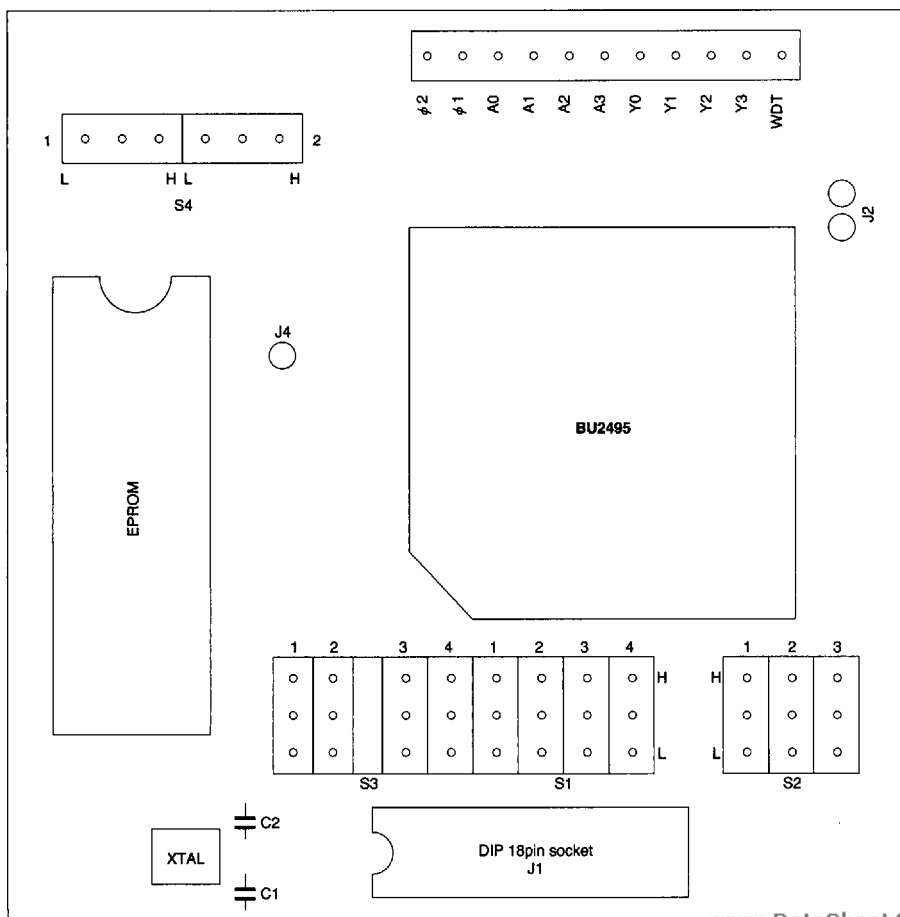 φ2 φ1 A0 A1 A2 A3 Y0 Y1 Y2 Y3 WDT
1 2
L H L H
S4
J2
J4
BU2495
EPROM
1 2 3 4 1 2 3 4 1 2 3
H H
L L
S3 S1 S2
C2
XTAL
DIP 18pin socket
J1
C1